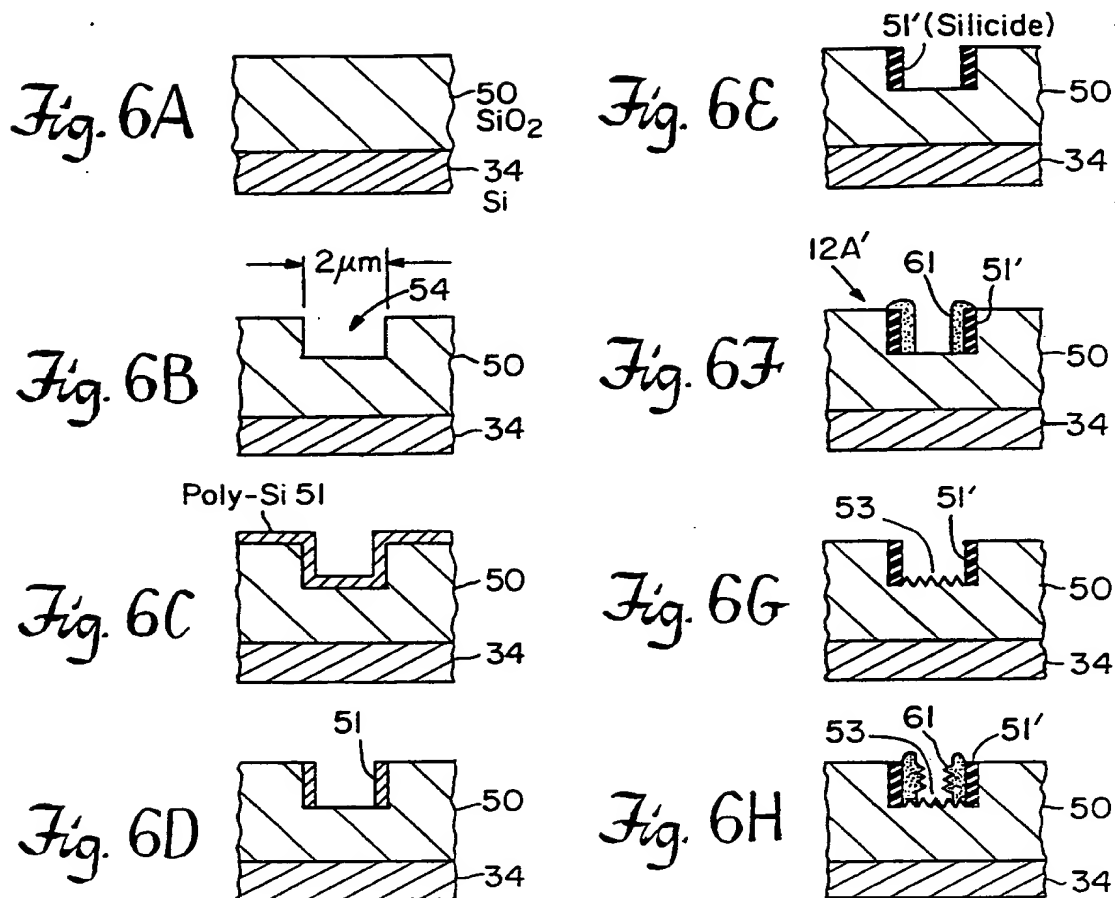 Fig. 6A
50
SiO2
34
Si
Fig. 6B
2μm
54
50
34
Fig. 6C
Poly-Si 51
50
34
Fig. 6D
51
50
34
Fig. 6E
51' (Silicide)
50
34
Fig. 6F
12A'
61
51'
50
34
Fig. 6G
53
51'
50
34
Fig. 6H
53
61
51'
50
34